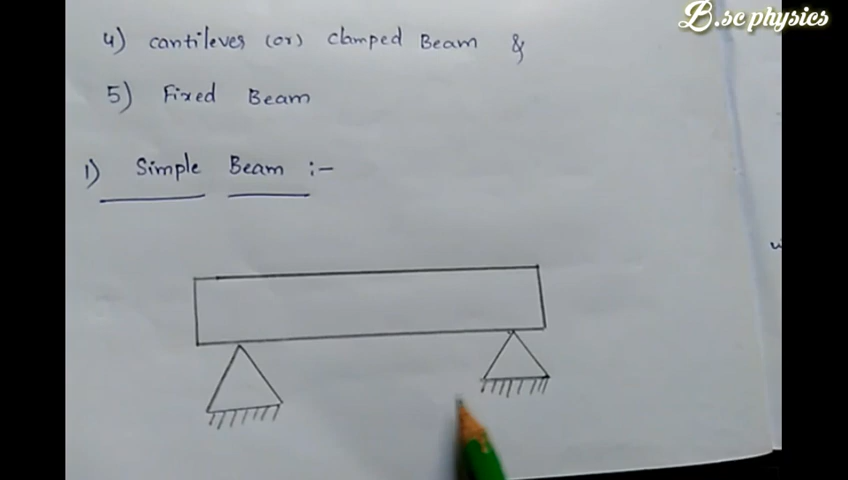 B.sc physics
4) cantilever (or) clamped Beam &
5) Fixed Beam
1) Simple Beam :-